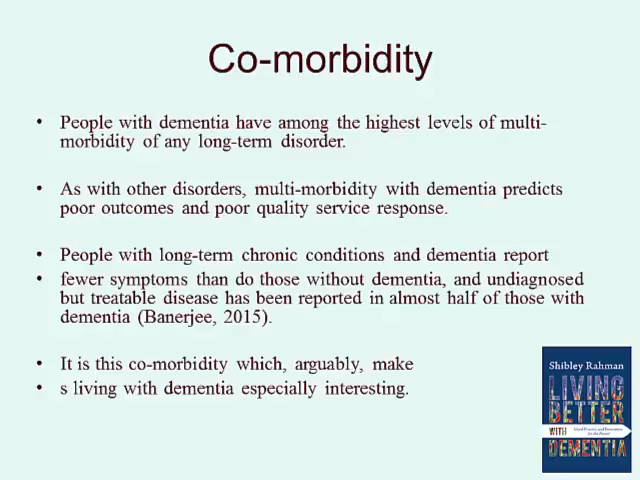 Co-morbidity
• People with dementia have among the highest levels of multi-
morbidity of any long-term disorder.
• As with other disorders, multi-morbidity with dementia predicts
poor outcomes and poor quality service response.
• People with long-term chronic conditions and dementia report
• fewer symptoms than do those without dementia, and undiagnosed
but treatable disease has been reported in almost half of those with
dementia (Banerjee, 2015).
• It is this co-morbidity which, arguably, make
• s living with dementia especially interesting.
Shibley Rahman
LIVING
BETTER
WITH
DEMENTIA